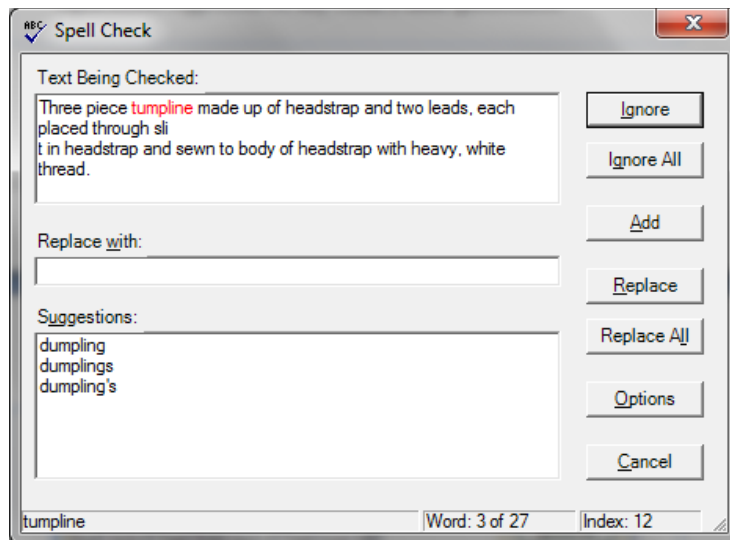 ABC Spell Check
X
Text Being Checked:
Three piece tumpline made up of headstrap and two leads, each
placed through sli
t in headstrap and sewn to body of headstrap with heavy, white
thread.
Replace with:
Suggestions:
dumpling
dumplings
dumpling's
Ignore
Ignore All
Add
Replace
Replace All
Options
Cancel
tumpline
Word: 3 of 27
Index: 12